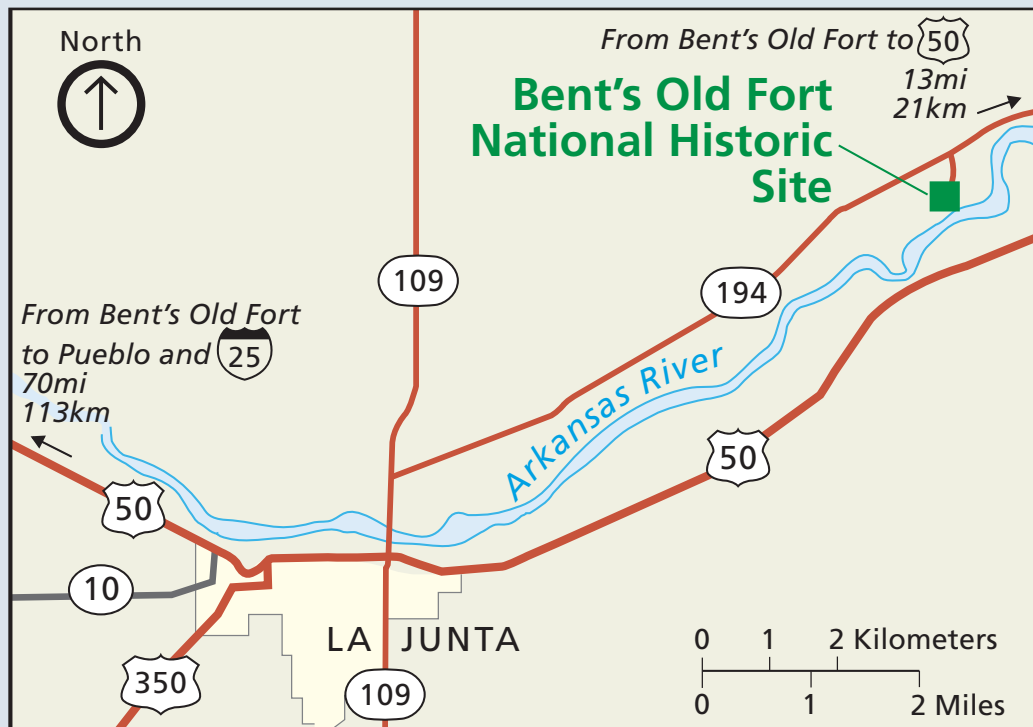 North
From Bent's Old Fort to 50
13mi
21km
Bent's Old Fort
National Historic
Site
109
194
From Bent's Old Fort
to Pueblo and 25
70mi
113km
Arkansas River
50
50
10
LA JUNTA
350
109
0 1 2 Kilometers
0 1 2 Miles